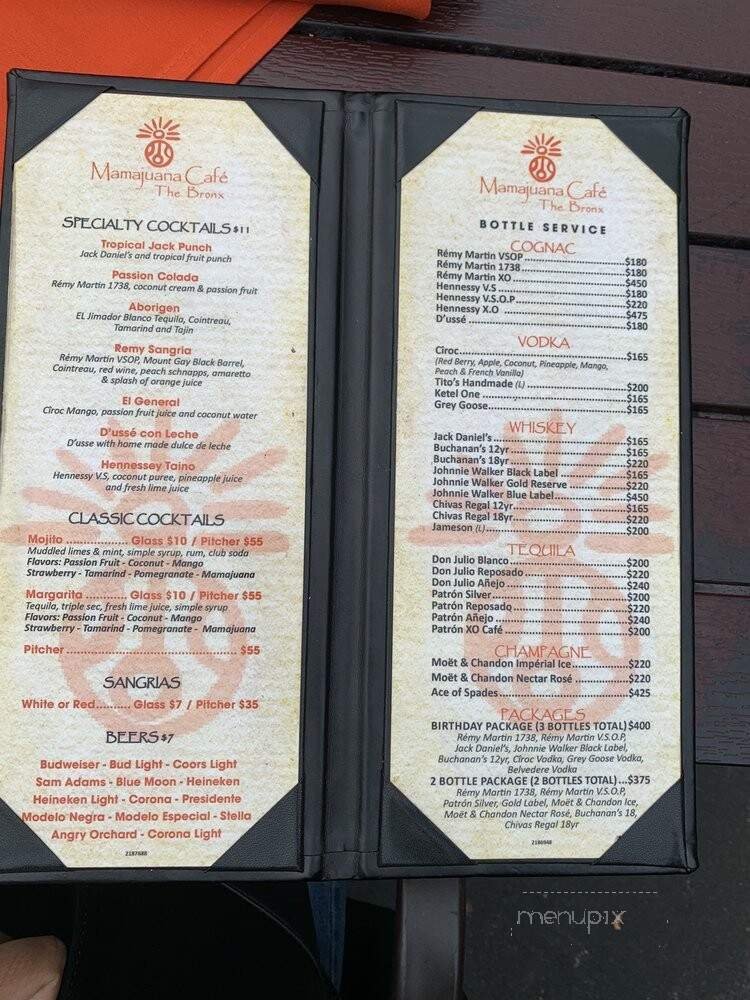 Mamajuana Café
The Bronx
SPECIALTY COCKTAILS $11
Tropical Jack Punch
Jack Daniel's and tropical fruit punch
Passion Colada
Rémy Martin 1738, coconut cream & passion fruit
Aborigen
EL Jimador Blanco Tequila, Cointreau,
Tamarind and Tajin
Remy Sangria
Rémy Martin VSOP, Mount Gay Black Barrel,
Cointreau, red wine, peach schnapps, amaretto
& splash of orange juice
El General
Cîroc Mango, passion fruit juice and coconut water
D'ussé con Leche
D'usse with home made dulce de leche
Hennessey Taino
Hennessy V.S, coconut puree, pineapple juice
and fresh lime juice
CLASSIC COCKTAILS
Mojito .................. Glass $10 / Pitcher $55
Muddled limes & mint, simple syrup, rum, club soda
Flavors: Passion Fruit - Coconut - Mango
Strawberry - Tamarind - Pomegranate - Mamajuana
Margarita ............ Glass $10 / Pitcher $55
Tequila, triple sec, fresh lime juice, simple syrup
Flavors: Passion Fruit - Coconut - Mango
Strawberry - Tamarind - Pomegranate - Mamajuana
Pitcher ................................................ $55
SANGRIAS
White or Red.......... Glass $7 / Pitcher $35
BEERS $7
Budweiser - Bud Light - Coors Light
Sam Adams - Blue Moon - Heineken
Heineken Light - Corona - Presidente
Modelo Negra - Modelo Especial - Stella
Angry Orchard - Corona Light
2187688
Mamajuana Café
The Bronx
BOTTLE SERVICE
COGNAC
Rémy Martin VSOP ..............................$180
Rémy Martin 1738................................$180
Rémy Martin XO ..................................$450
Hennessy V.S .......................................$180
Hennessy V.S.O.P.................................$220
Hennessy X.O ......................................$475
D'ussé ..................................................$180
VODKA
Ciroc.....................................................$165
(Red Berry, Apple, Coconut, Pineapple, Mango,
Peach & French Vanilla)
Tito's Handmade (L) .............................$200
Ketel One .............................................$165
Grey Goose...........................................$165
WHISKEY
Jack Daniel's.........................................$165
Buchanan's 12yr...................................$165
Buchanan's 18yr...................................$220
Johnnie Walker Black Label ..................$165
Johnnie Walker Gold Reserve ...............$220
Johnnie Walker Blue Label....................$450
Chivas Regal 12yr.................................$165
Chivas Regal 18yr.................................$220
Jameson (L)..........................................$200
TEQUILA
Don Julio Blanco...................................$200
Don Julio Reposado..............................$220
Don Julio Añejo....................................$240
Patrón Silver.........................................$200
Patrón Reposado..................................$220
Patrón Añejo ........................................$240
Patrón XO Café ....................................$200
CHAMPAGNE
Moët & Chandon Impérial Ice...............$220
Moët & Chandon Nectar Rosé ..............$220
Ace of Spades.......................................$425
PACKAGES
BIRTHDAY PACKAGE (3 BOTTLES TOTAL) $400
Rémy Martin 1738, Rémy Martin V.S.O.P,
Jack Daniel's, Johnnie Walker Black Label,
Buchanan's 12yr, Cîroc Vodka, Grey Goose Vodka,
Belvedere Vodka
2 BOTTLE PACKAGE (2 BOTTLES TOTAL)...$375
Rémy Martin 1738, Rémy Martin V.S.O.P,
Patrón Silver, Gold Label, Moët & Chandon Ice,
Moët & Chandon Nectar Rosé, Buchanan's 18,
Chivas Regal 18yr
2186948
menupix